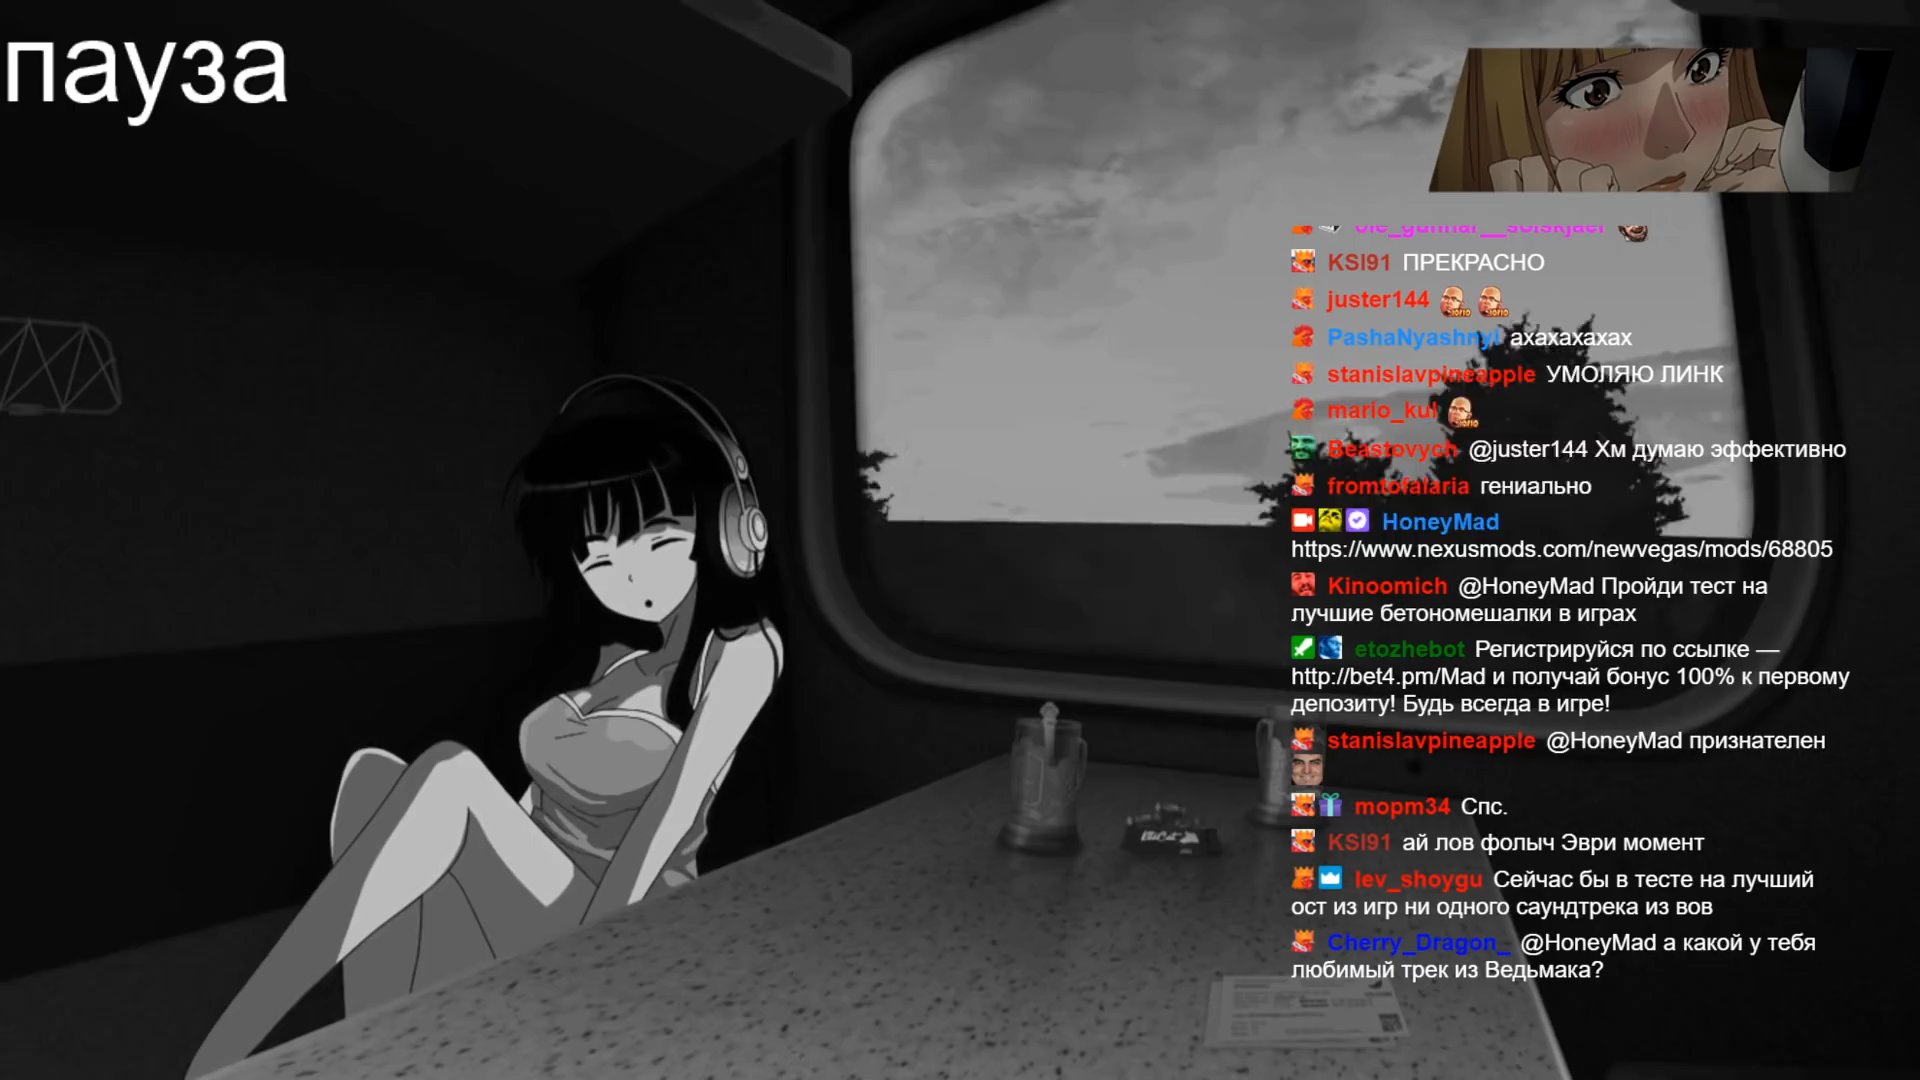 пауза
KSI91 ПРЕКРАСНО
juster144
PashaNyashnyi ахахахахах
stanislavpineapple УМОЛЯЮ ЛИНК
mario_kul
Beastovych @juster144 Хм думаю эффективно
fromtofalaria гениально
HoneyMad
https://www.nexusmods.com/newvegas/mods/68805
Kinoomich @HoneyMad Пройди тест на
лучшие бетономешалки в играх
etozhebot Регистрируйся по ссылке —
http://bet4.pm/Mad и получай бонус 100% к первому
депозиту! Будь всегда в игре!
stanislavpineapple @HoneyMad признателен
mopm34 Спс.
KSI91 ай лов фолыч Эври момент
lev_shoygu Сейчас бы в тесте на лучший
ост из игр ни одного саундтрека из вов
Cherry_Dragon_ @HoneyMad а какой у тебя
любимый трек из Ведьмака?